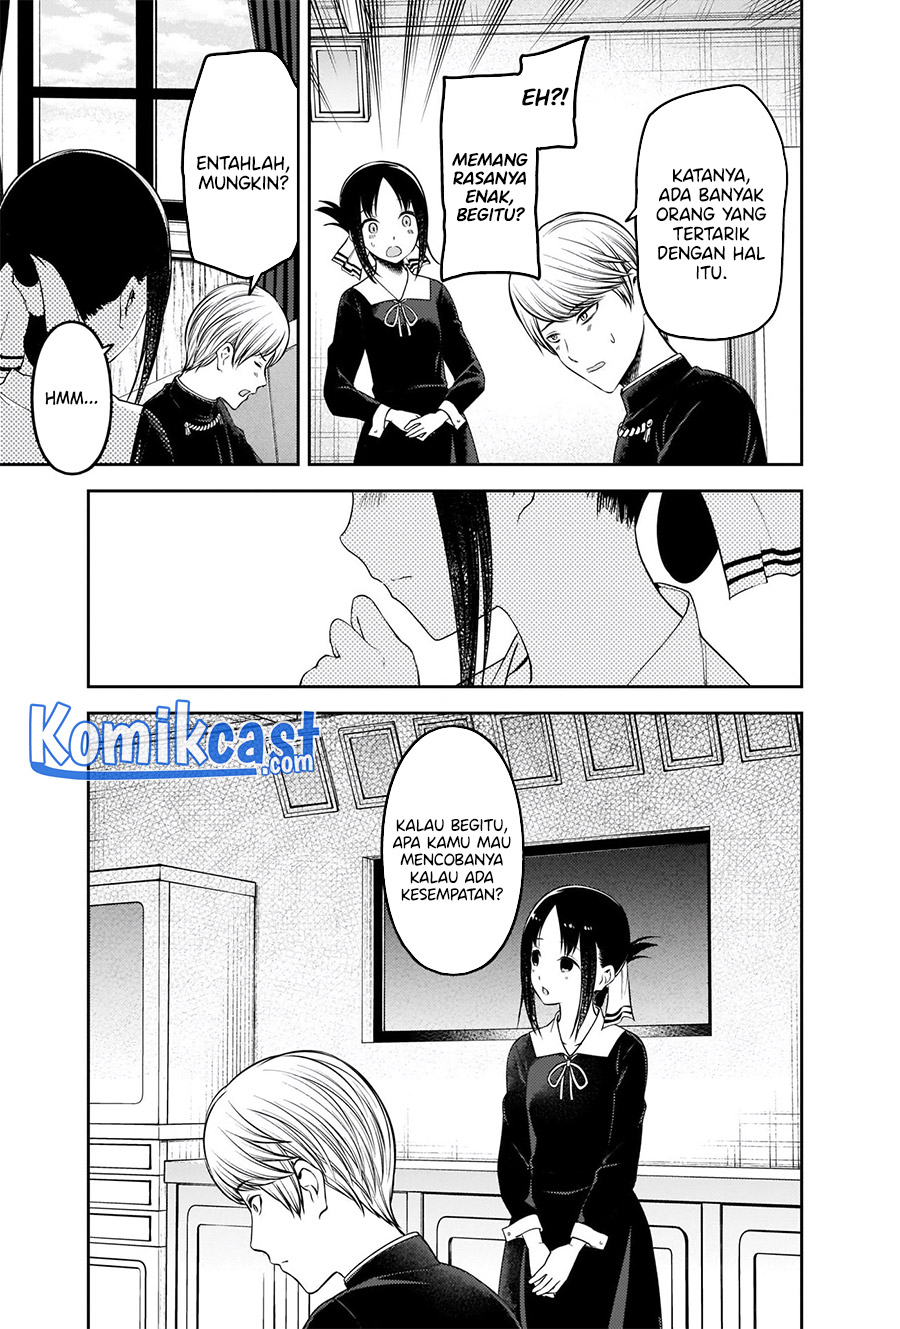 KATANYA,
ADA BANYAK
ORANG YANG
TERTARIK
DENGAN HAL
ITU.
EH?!
MEMANG
RASANYA
ENAK,
BEGITU?
ENTAHLAH,
MUNGKIN?
HMM...
Komikcast
.com
KALAU BEGITU,
APA KAMU MAU
MENCOBANYA
KALAU ADA
KESEMPATAN?